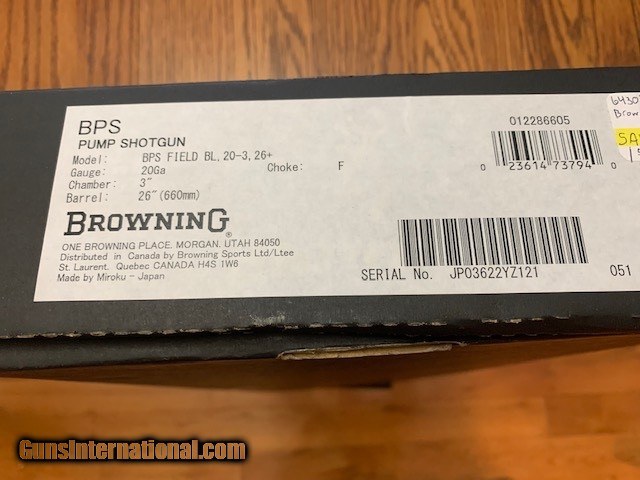 BPS
PUMP SHOTGUN
Model: BPS FIELD BL, 20-3, 26+
Gauge: 20Ga Choke: F
Chamber: 3"
Barrel: 26"(660mm)
BROWNING®
ONE BROWNING PLACE. MORGAN. UTAH 84050
Distributed in Canada by Browning Sports Ltd/Ltee
St. Laurent. Quebec CANADA H4S 1W6
Made by Miroku - Japan
012286605
0 23614 73794 0
SERIAL No. JP03622YZ121
051
GunsInternational.com